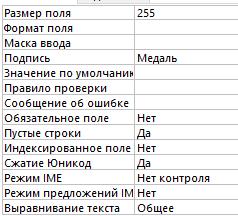 Размер поля 255
Формат поля
Маска ввода
Подпись Медаль
Значение по умолчанию
Правило проверки
Сообщение об ошибке
Обязательное поле Нет
Пустые строки Да
Индексированное поле Нет
Сжатие Юникод Да
Режим IME Нет контроля
Режим предложений IM Нет
Выравнивание текста Общее